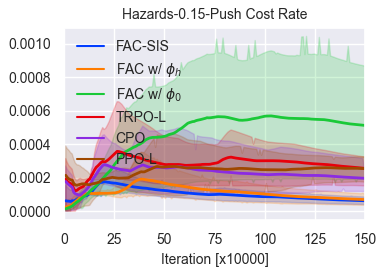 Hazards-0.15-Push Cost Rate
0.0010
0.0008
0.0006
0.0004
0.0002
0.0000
FAC-SIS
FAC w/ ϕh
FAC w/ ϕ0
TRPO-L
CPO
PPO-L
0 25 50 75 100 125 150
Iteration [x10000]